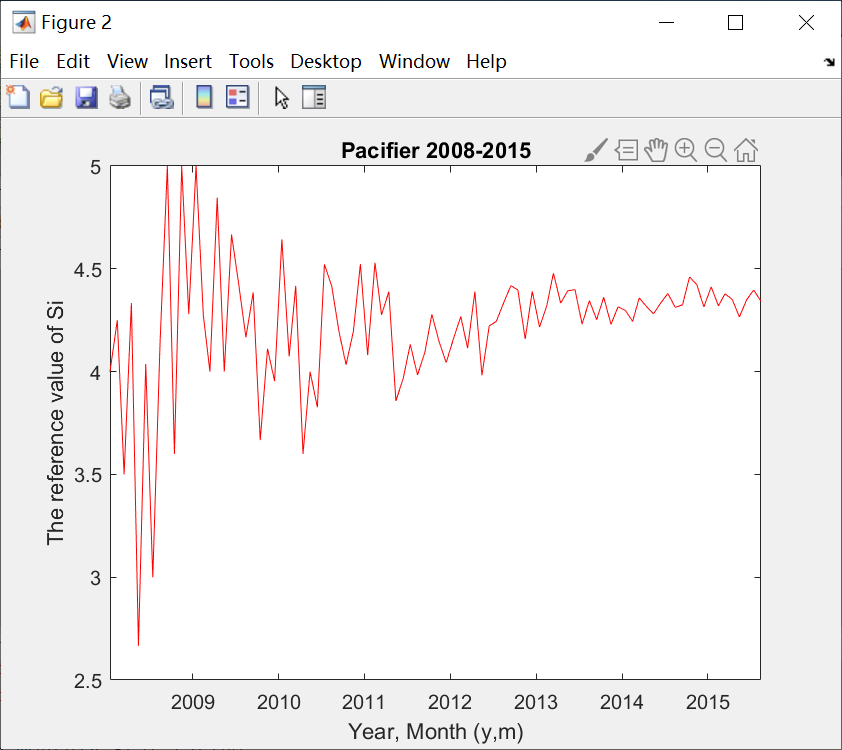 Figure 2
File Edit View Insert Tools Desktop Window Help
Pacifier 2008-2015
5
4.5
4
3.5
3
2.5
The reference value of Si
2009 2010 2011 2012 2013 2014 2015
Year, Month (y,m)